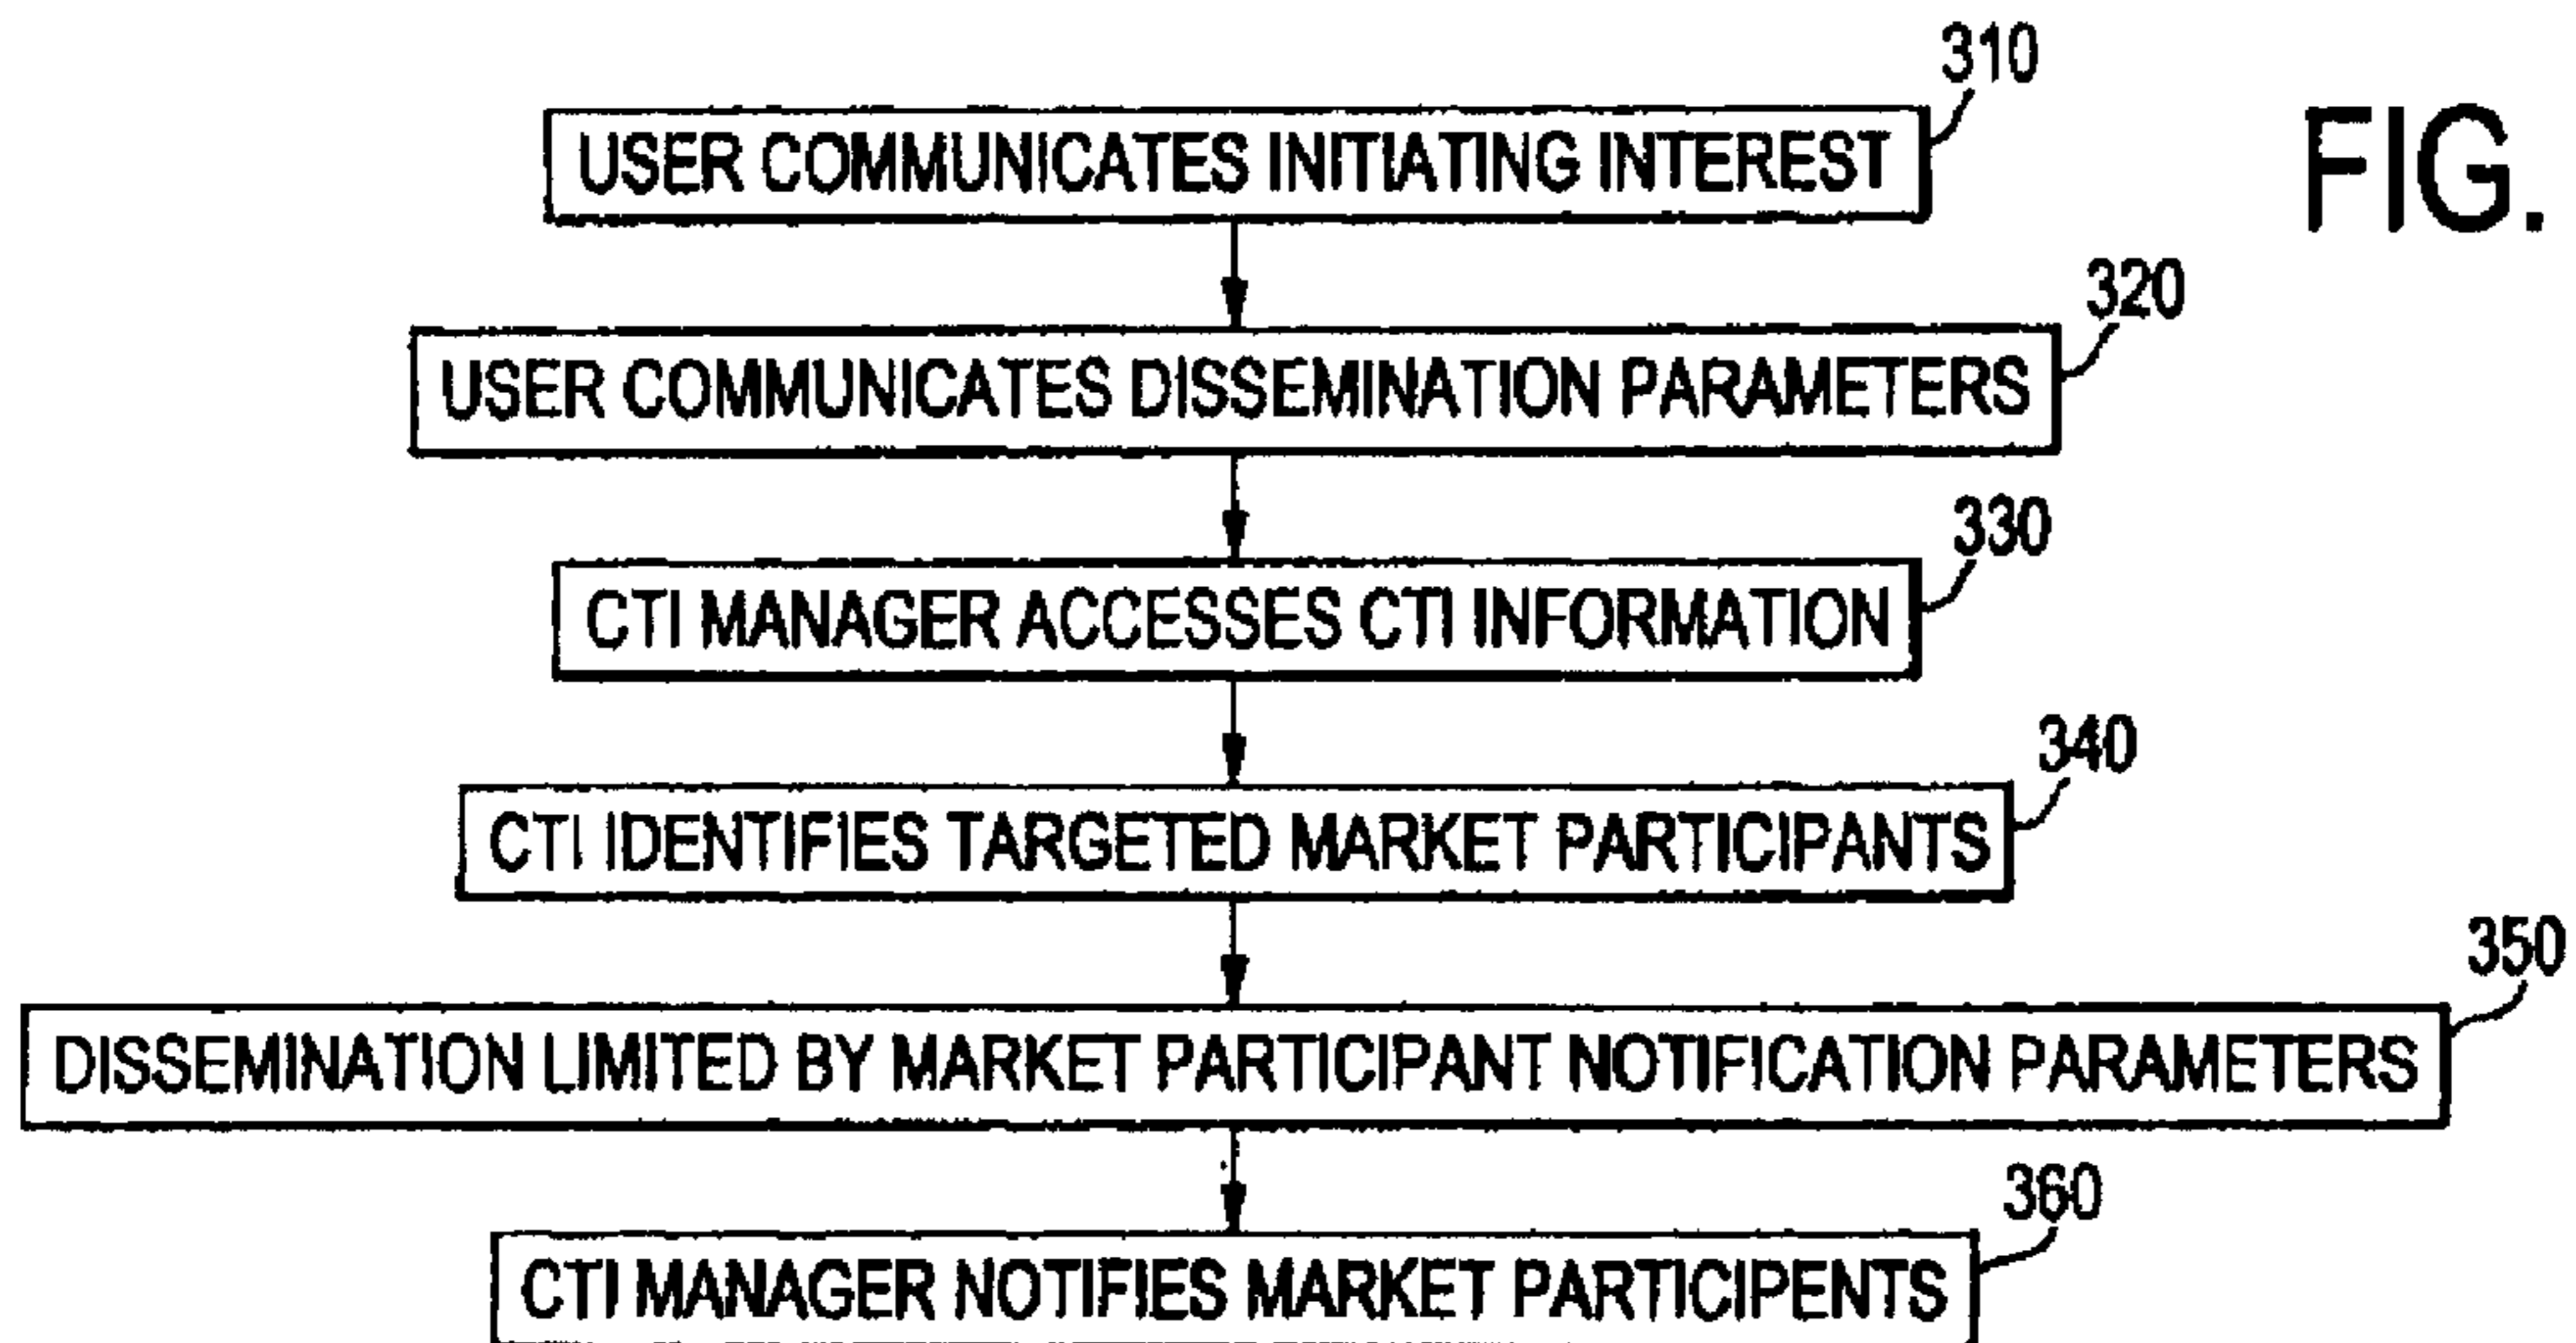 310
USER COMMUNICATES INITIATING INTEREST
FIG.
320
USER COMMUNICATES DISSEMINATION PARAMETERS
330
CTI MANAGER ACCESSES CTI INFORMATION
340
CTI IDENTIFIES TARGETED MARKET PARTICIPANTS
350
DISSEMINATION LIMITED BY MARKET PARTICIPANT NOTIFICATION PARAMETERS
360
CTI MANAGER NOTIFIES MARKET PARTICIPENTS